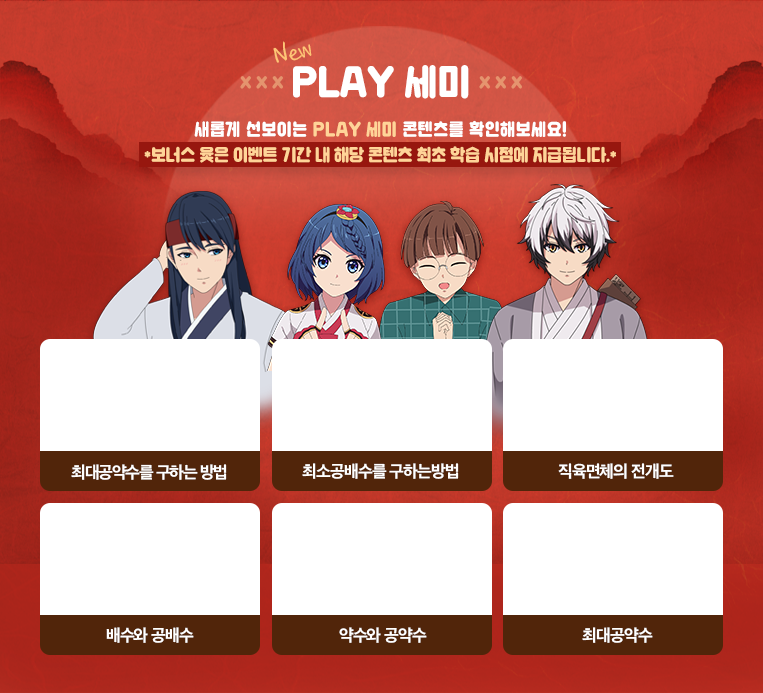 New
××× PLAY 세미 ×××
새롭게 선보이는 PLAY 세미 콘텐츠를 확인해보세요!
*보너스 윷은 이벤트 기간 내 해당 콘텐츠 최초 학습 시점에 지급됩니다.*
최대공약수를 구하는 방법
최소공배수를 구하는방법
직육면체의 전개도
배수와 공배수
약수와 공약수
최대공약수